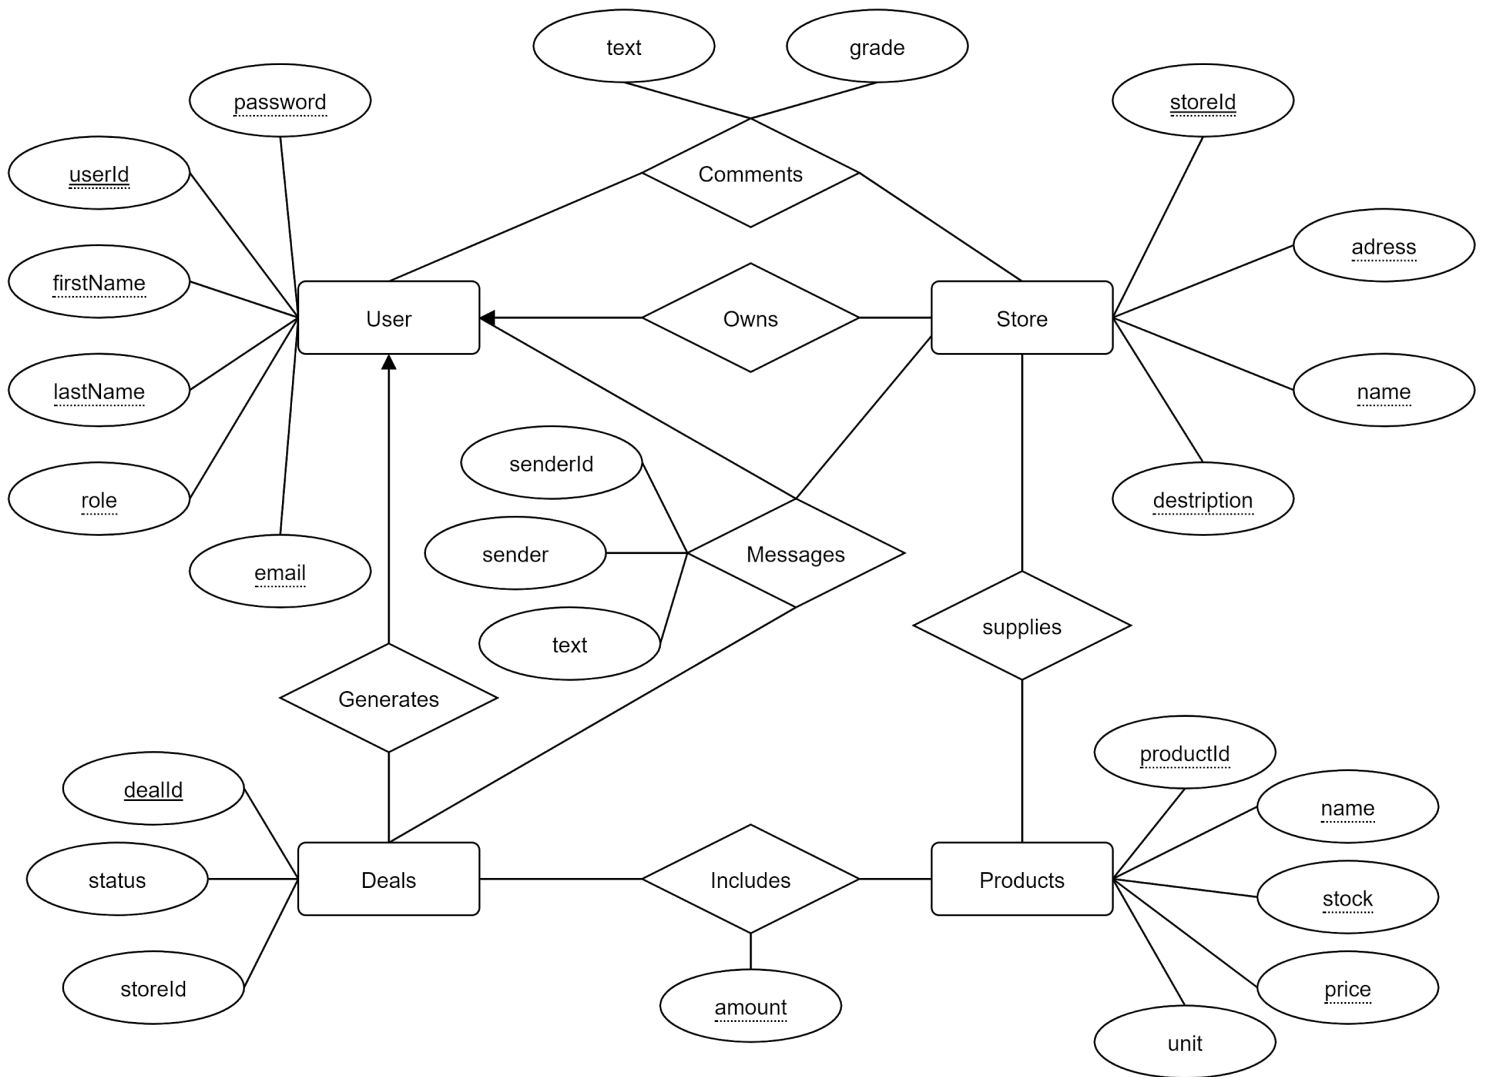 text
grade
password
storeId
userId
Comments
adress
firstName
User
Owns
Store
lastName
name
senderId
role
destription
sender
Messages
email
supplies
text
Generates
productId
dealId
name
status
Deals
Includes
Products
stock
storeId
price
amount
unit